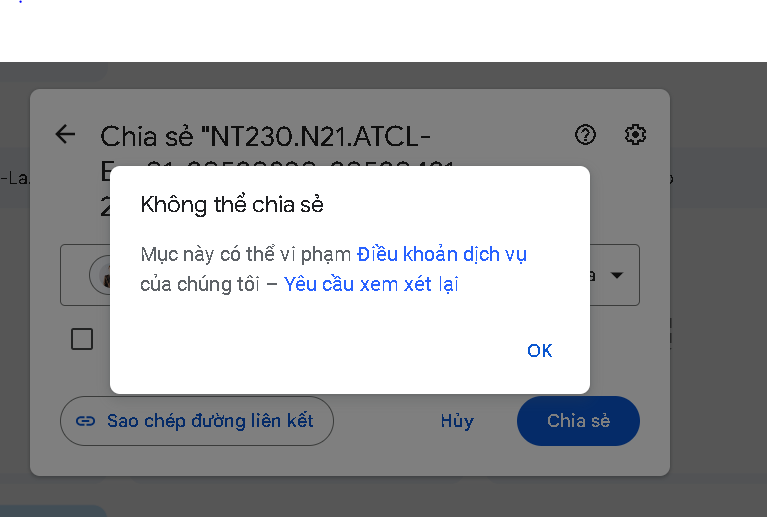 Chia sẻ "NT230.N21.ATCL-
-La.
Không thể chia sẻ
Mục này có thể vi phạm Điều khoản dịch vụ
của chúng tôi – Yêu cầu xem xét lại
OK
Sao chép đường liên kết
Hủy
Chia sẻ